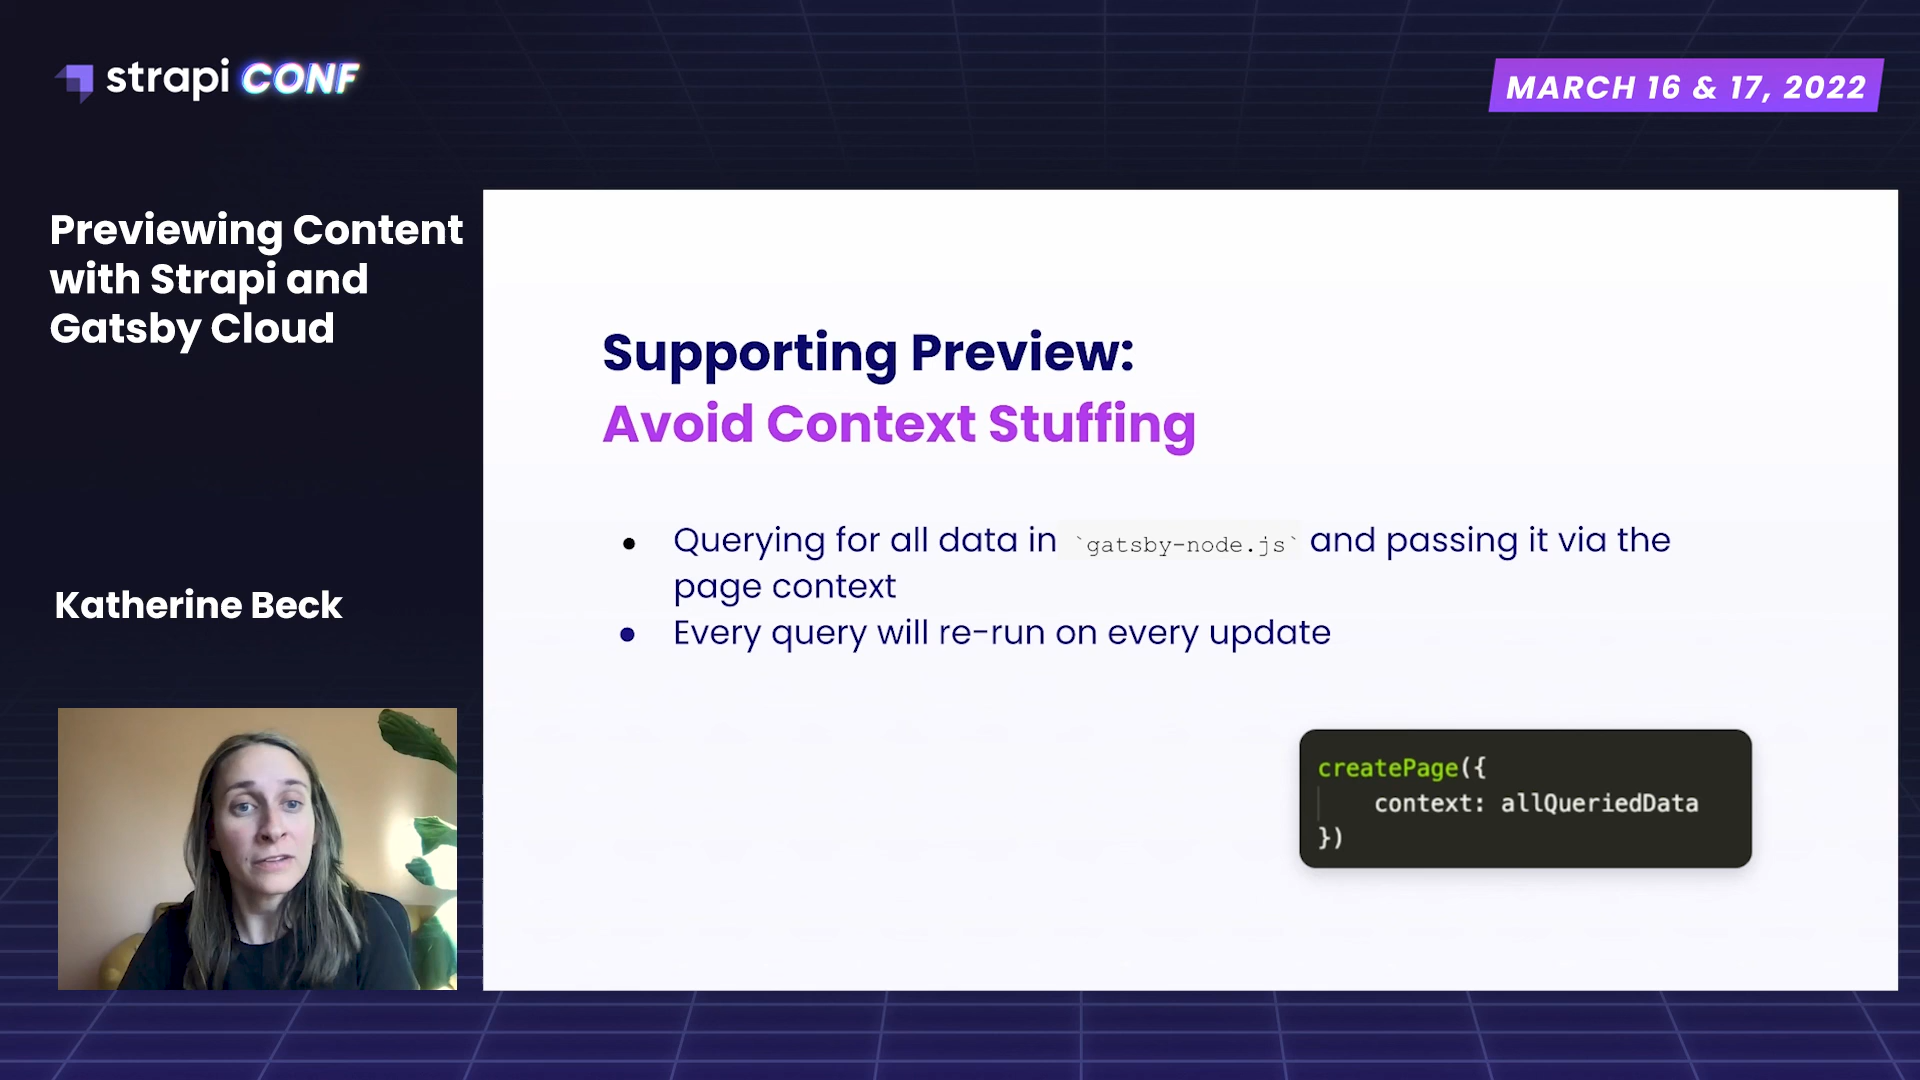 strapi CONF
MARCH 16 & 17, 2022
Previewing Content
with Strapi and
Gatsby Cloud
Katherine Beck
Supporting Preview:
Avoid Context Stuffing
● Querying for all data in `gatsby-node.js` and passing it via the
page context
● Every query will re-run on every update
createPage({
    context: allQueriedData
})